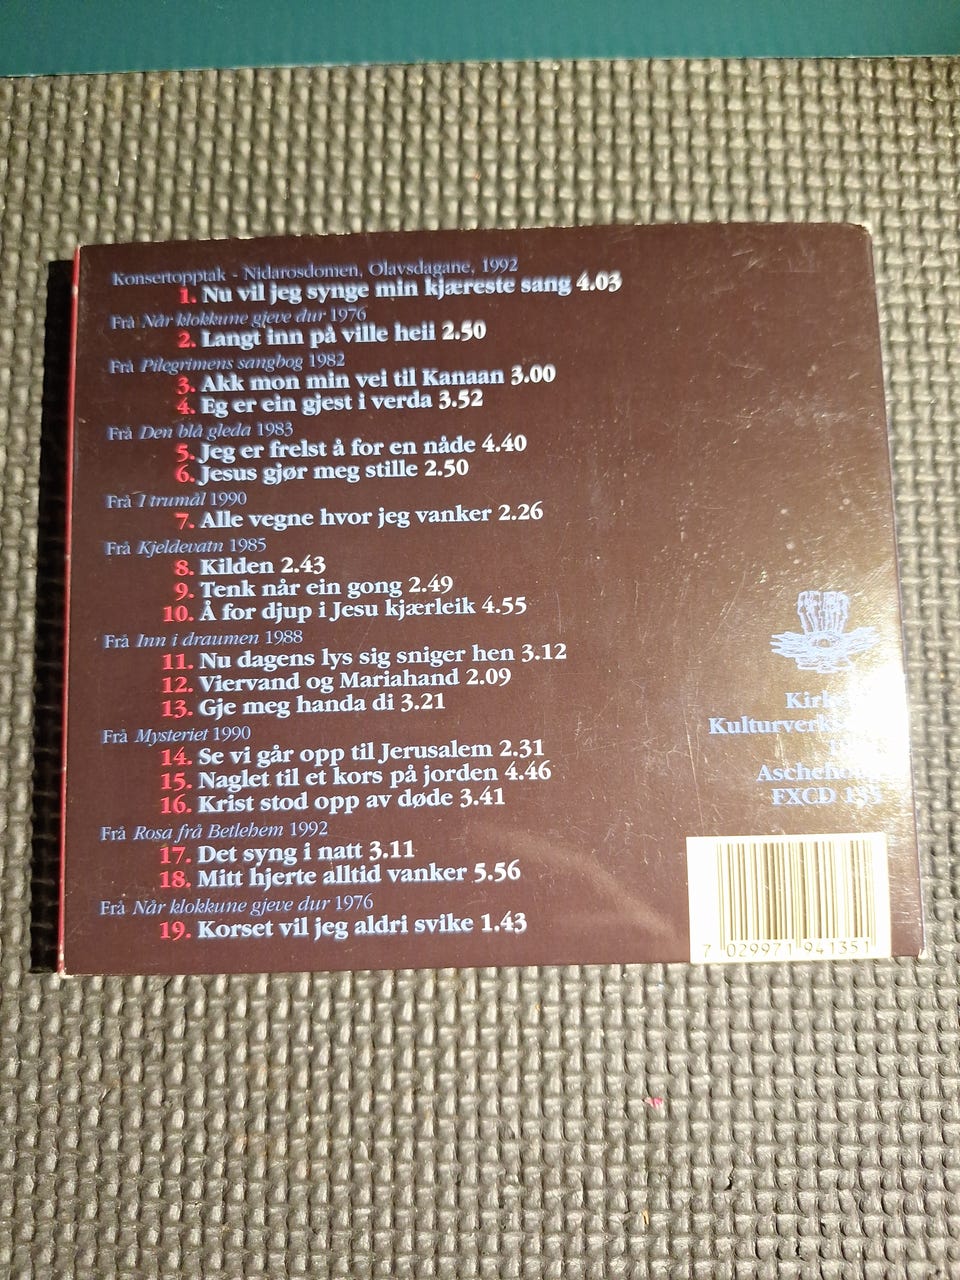 Konsertopptak - Nidarosdomen, Olavsdagane, 1992
1. Nu vil jeg synge min kjæreste sang 4.03
Frå Når klokkune gjeve dur 1976
2. Langt inn på ville heii 2.50
Frå Pilegrimens sangbog 1982
3. Akk mon min vei til Kanaan 3.00
4. Eg er ein gjest i verda 3.52
Frå Den blå gleda 1983
5. Jeg er frelst å for en nåde 4.40
6. Jesus gjør meg stille 2.50
Frå I trumål 1990
7. Alle vegne hvor jeg vanker 2.26
Frå Kjeldevatn 1985
8. Kilden 2.43
9. Tenk når ein gong 2.49
10. Å for djup i Jesu kjærleik 4.55
Frå Inn i draumen 1988
11. Nu dagens lys sig sniger hen 3.12
12. Viervand og Mariahand 2.09
13. Gje meg handa di 3.21
Frå Mysteriet 1990
14. Se vi går opp til Jerusalem 2.31
15. Naglet til et kors på jorden 4.46
16. Krist stod opp av døde 3.41
Frå Rosa frå Betlehem 1992
17. Det syng i natt 3.11
18. Mitt hjerte alltid vanker 5.56
Frå Når klokkune gjeve dur 1976
19. Korset vil jeg aldri svike 1.43
FXCD
7 029971 941351